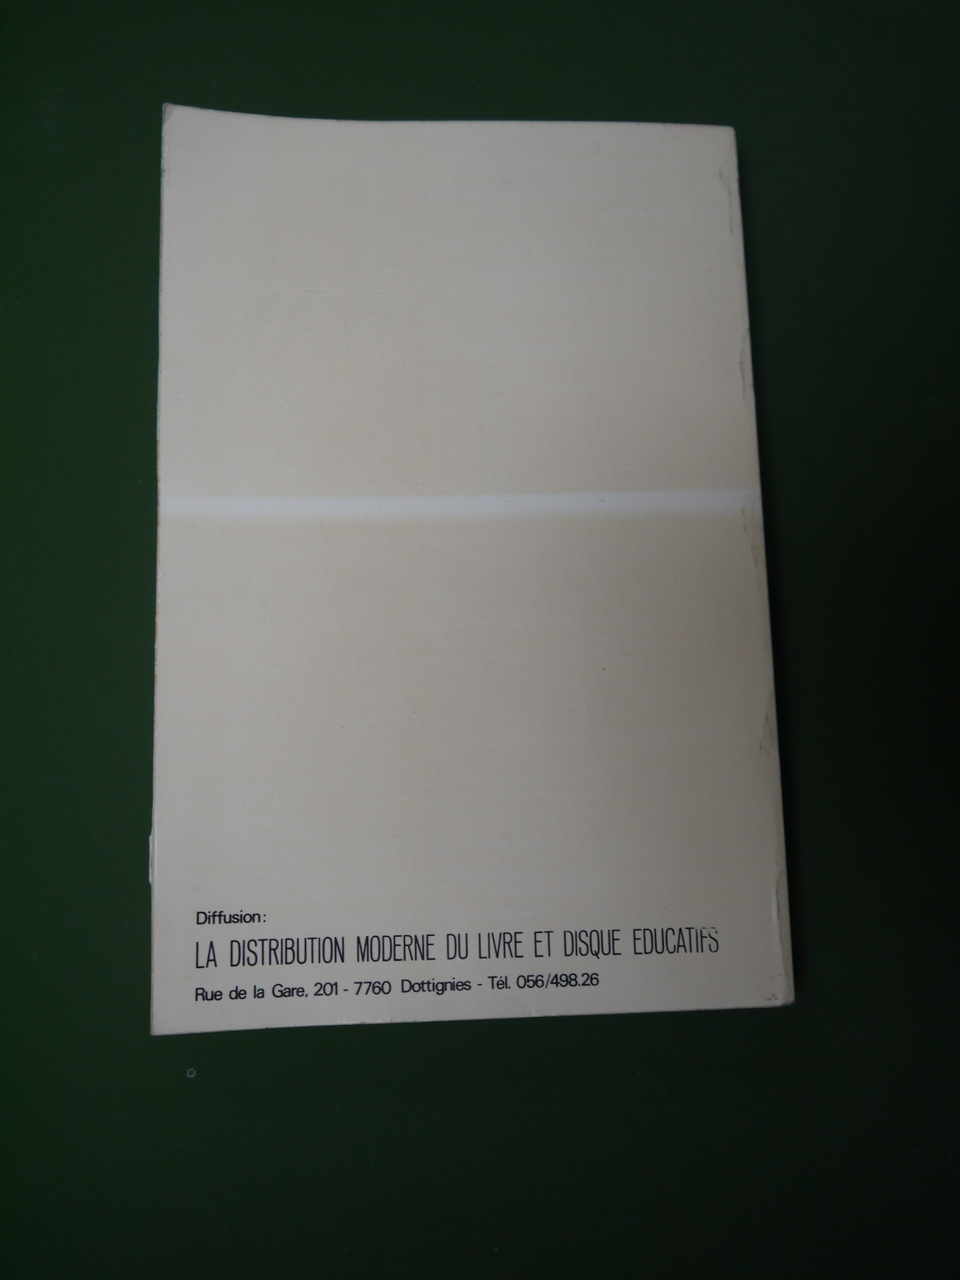 Diffusion:
LA DISTRIBUTION MODERNE DU LIVRE ET DISQUE EDUCATIFS
Rue de la Gare, 201 - 7760 Dottignies - Tél. 056/498.26